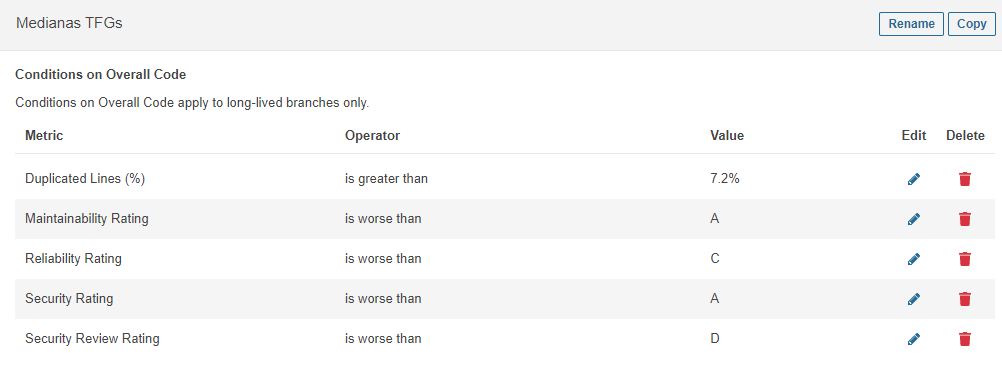 Medianas TFGs Rename Copy
Conditions on Overall Code
Conditions on Overall Code apply to long-lived branches only.
Metric Operator Value Edit Delete
Duplicated Lines (%) is greater than 7.2%
Maintainability Rating is worse than A
Reliability Rating is worse than C
Security Rating is worse than A
Security Review Rating is worse than D